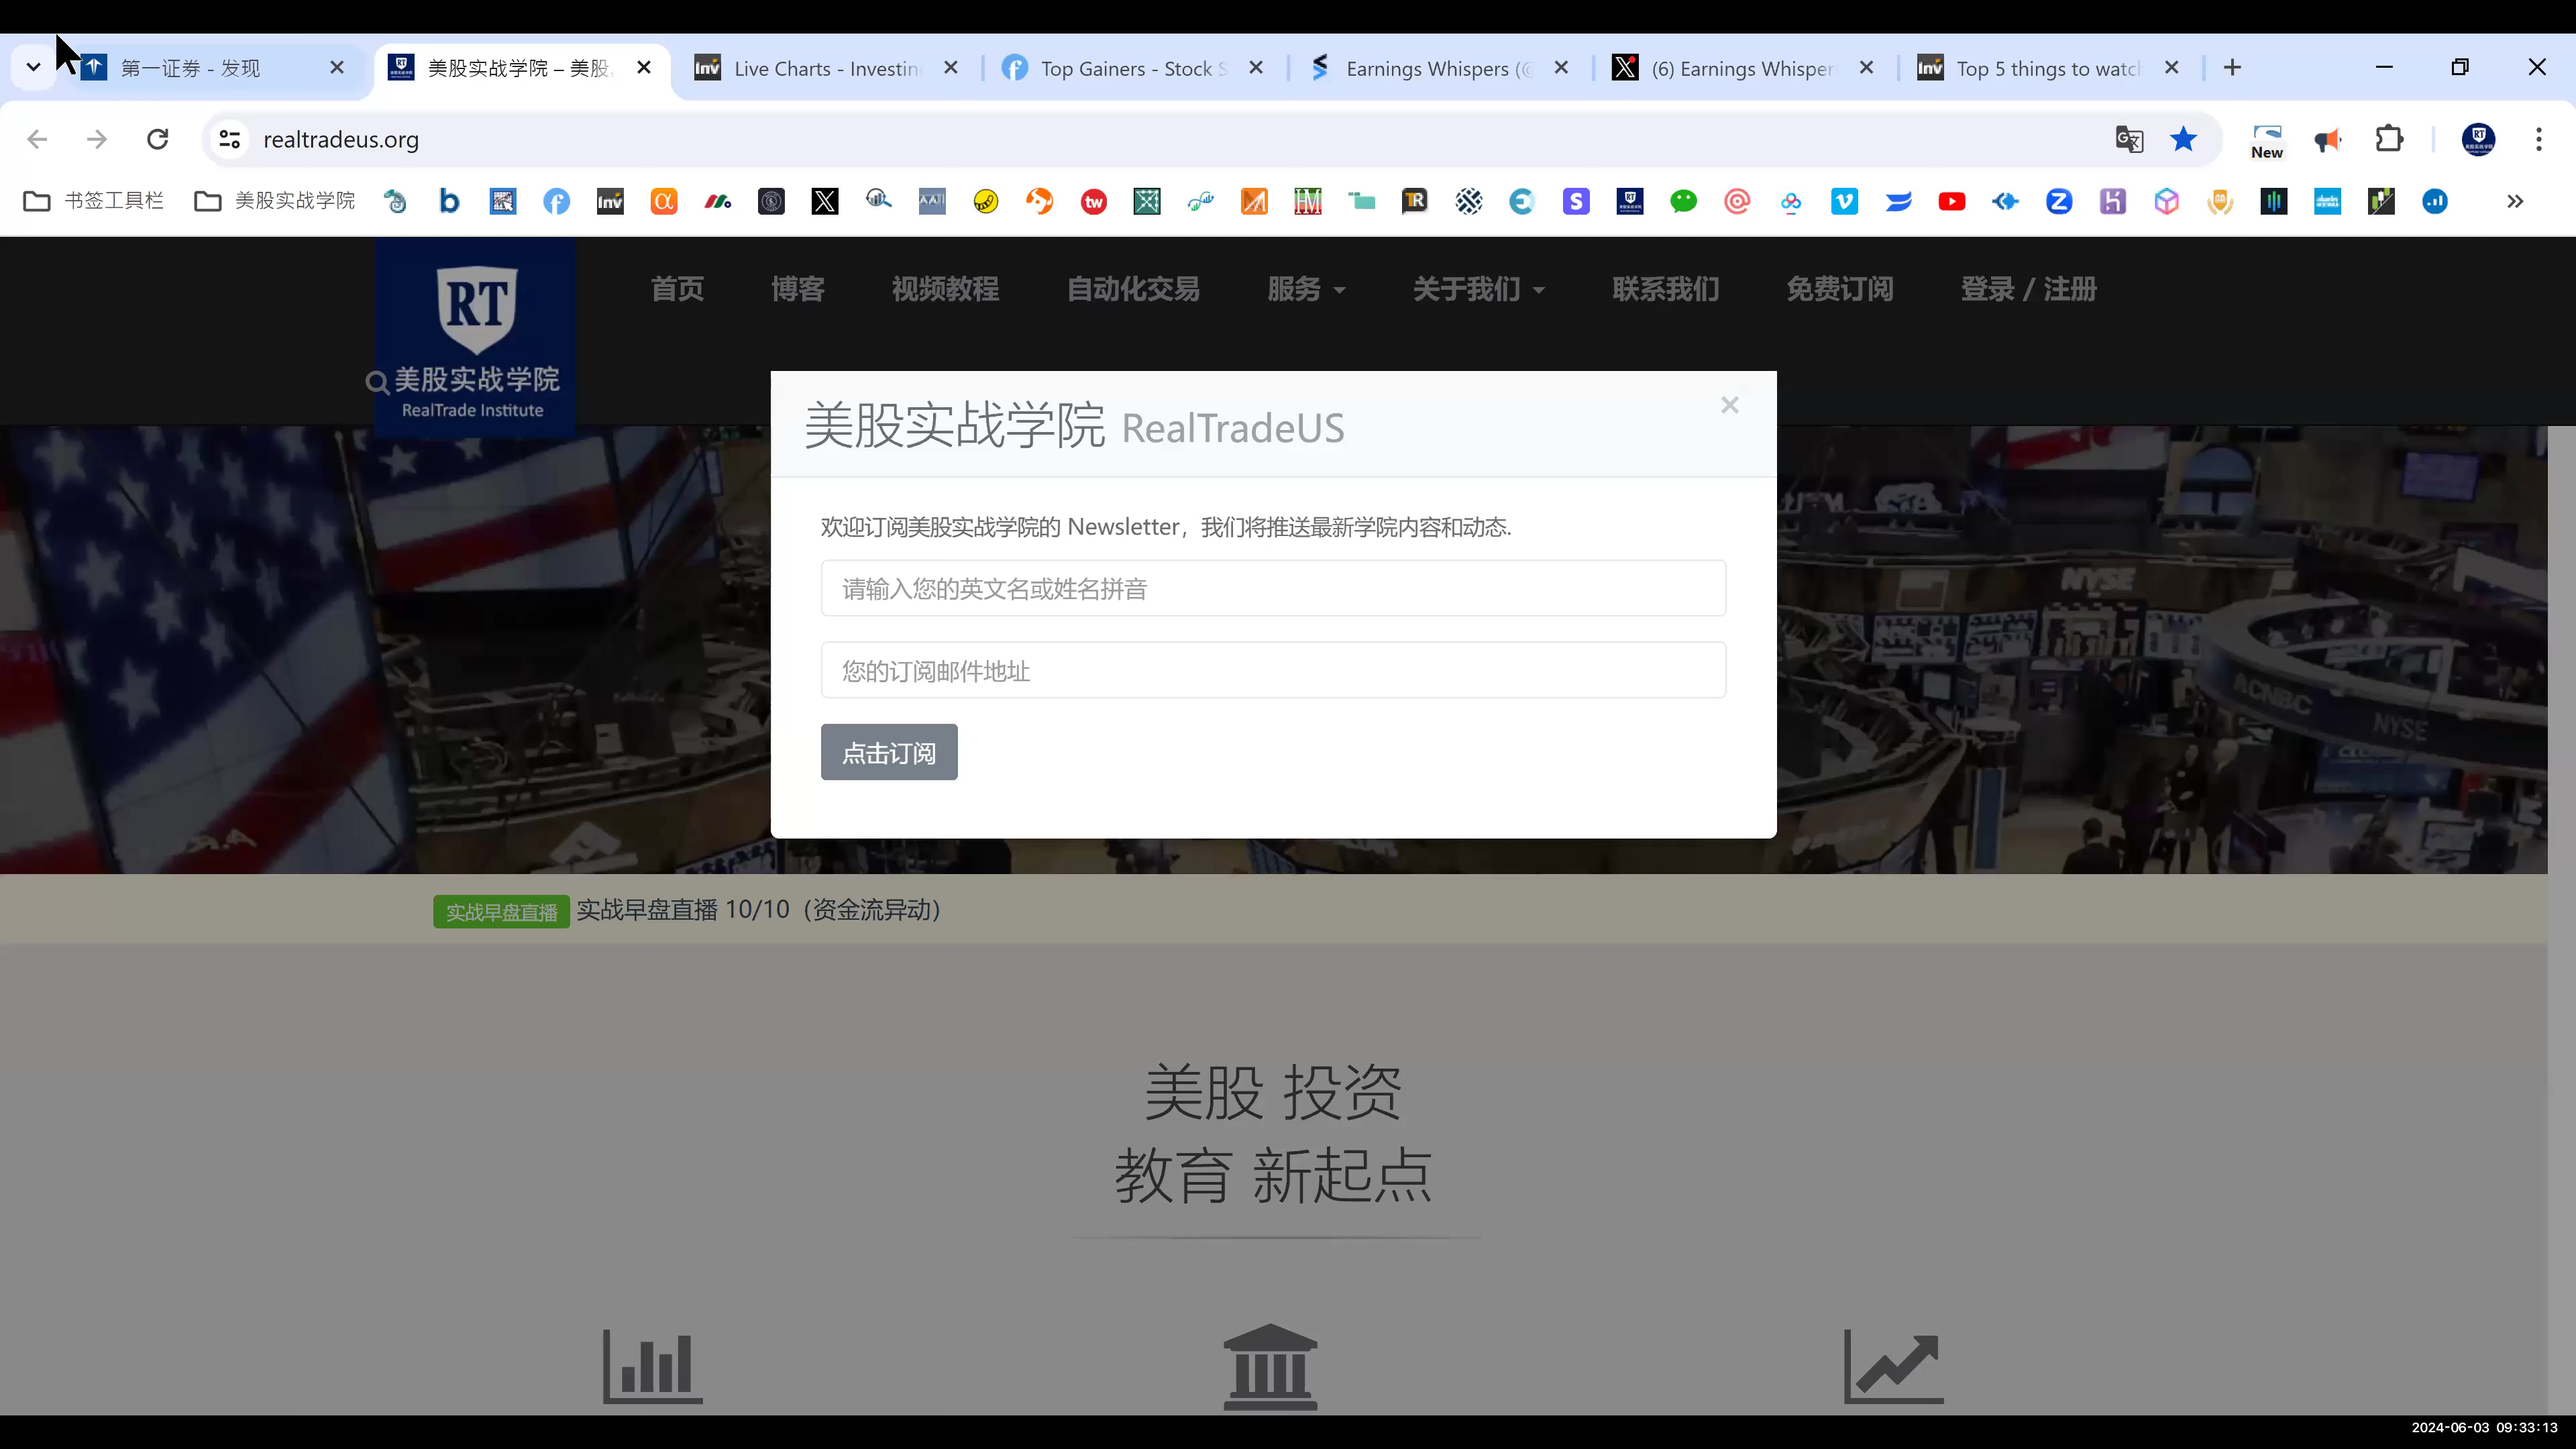 第一证券 - 发现
美股实战学院 – 美股
Live Charts - Investin
Top Gainers - Stock S
Earnings Whispers (@
(6) Earnings Whisper
Top 5 things to watch
realtradeus.org
New
书签工具栏
美股实战学院
RT
美股实战学院
RealTrade Institute
首页
博客
视频教程
自动化交易
服务
关于我们
联系我们
免费订阅
登录 / 注册
美股实战学院 RealTradeUS
×
欢迎订阅美股实战学院的 Newsletter，我们将推送最新学院内容和动态.
请输入您的英文名或姓名拼音
您的订阅邮件地址
点击订阅
NYSE
NYSE
实战早盘直播 实战早盘直播 10/10（资金流异动）
美股 投资
教育 新起点
2024-06-03 09:33:13